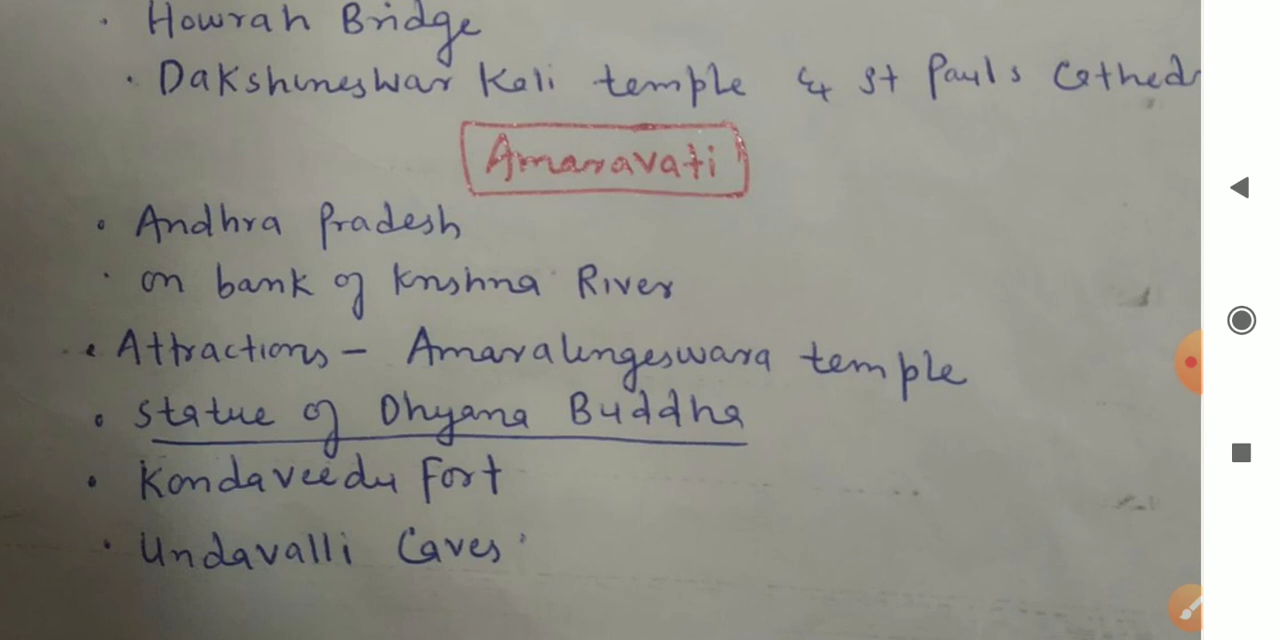 · Howrah Bridge
· Dakshineswar Kali temple & St Pauls Cathed
Amaravati
· Andhra Pradesh
· on bank of Krishna River
· Attractions - Amaralingeswara temple
· Statue of Dhyana Buddha
· Kondaveedu Fort
· Undavalli Caves